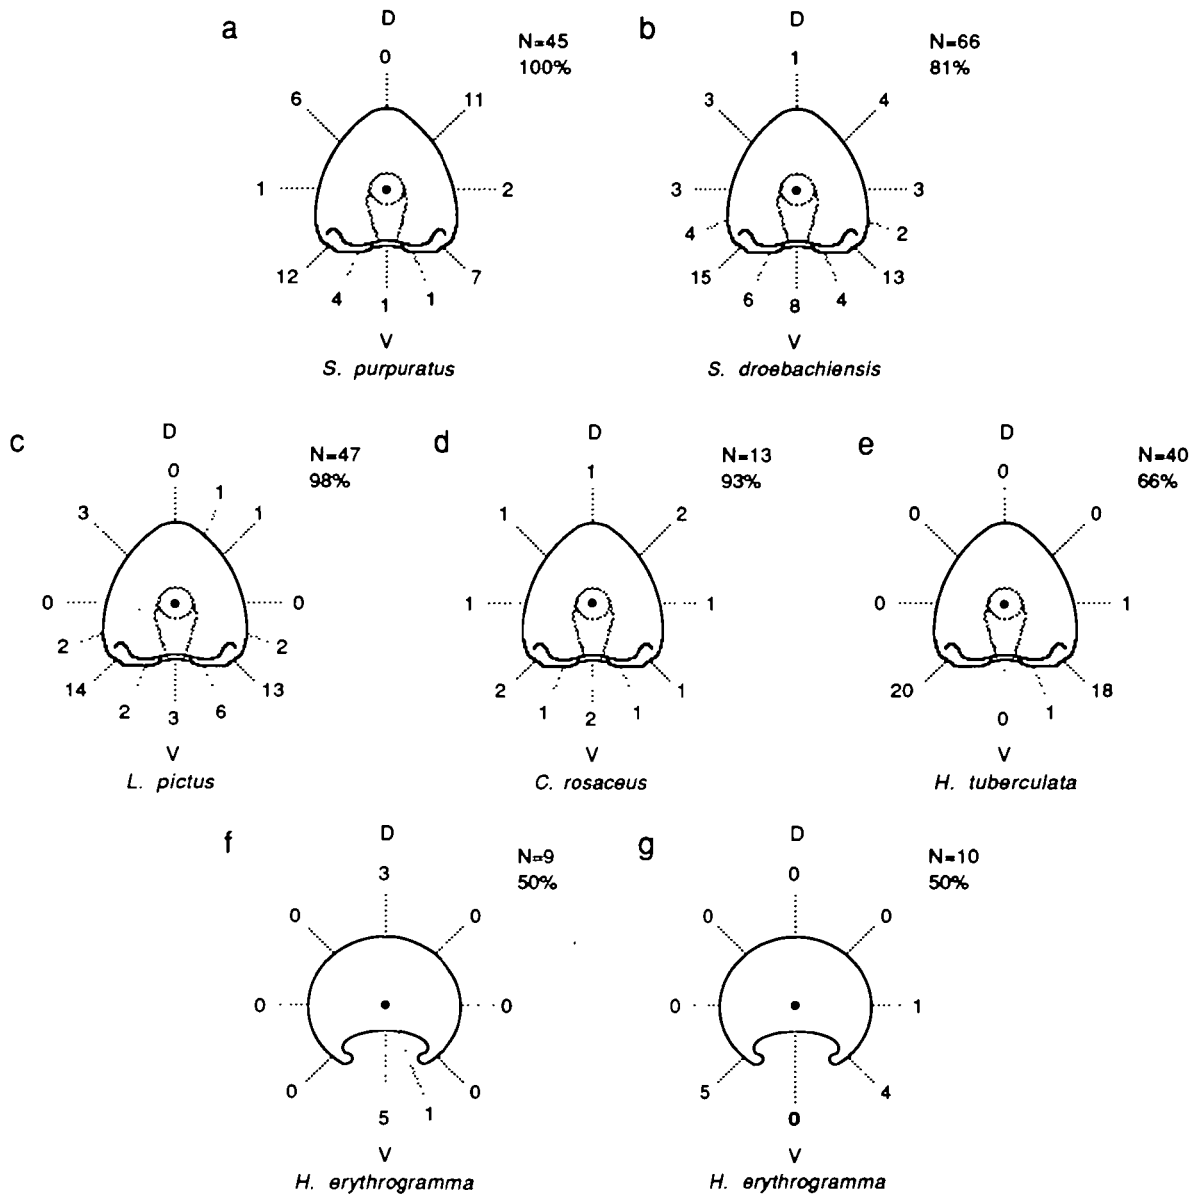 a
D
N=45
100%
0
6
11
1
2
12
7
4
1
1
V
S. purpuratus
b
D
N=66
81%
1
3
4
3
3
4
2
15
13
6
4
8
V
S. droebachiensis
c
D
N=47
98%
0
1
3
1
0
0
2
2
14
13
2
6
3
V
L. pictus
d
D
N=13
93%
1
1
2
1
1
2
1
1
1
2
V
C. rosaceus
e
D
N=40
66%
0
0
0
0
1
20
18
1
0
V
H. tuberculata
f
D
N=9
50%
3
0
0
0
0
0
0
1
5
V
H. erythrogramma
g
D
N=10
50%
0
0
0
0
1
5
4
0
V
H. erythrogramma